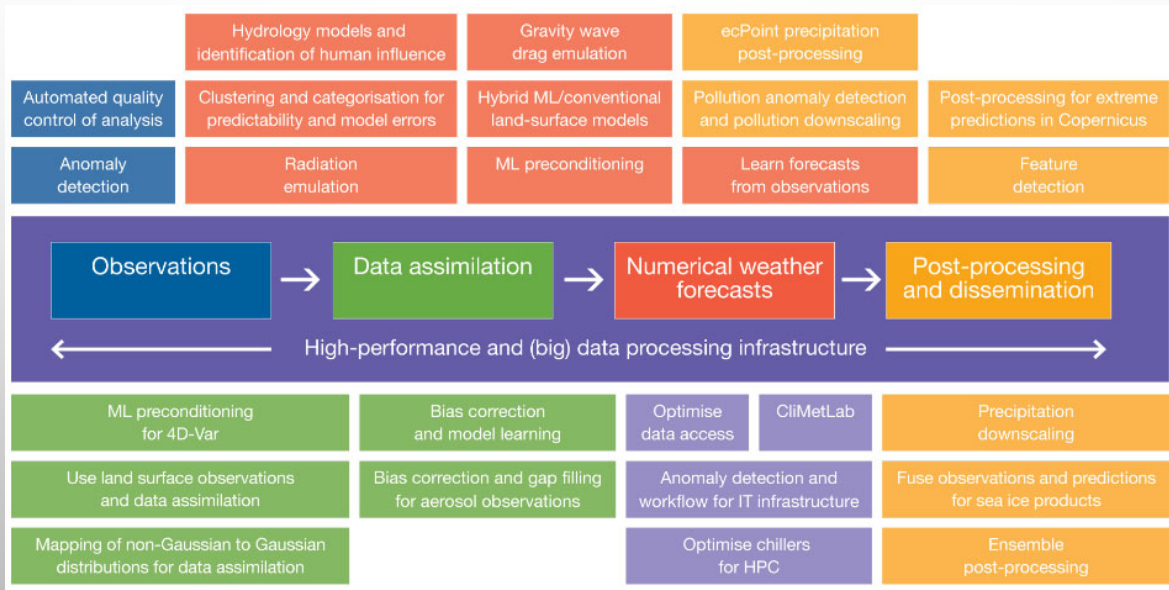 Hydrology models and
identification of human influence
Gravity wave
drag emulation
ecPoint precipitation
post-processing
Automated quality
control of analysis
Clustering and categorisation for
predictability and model errors
Hybrid ML/conventional
land-surface models
Pollution anomaly detection
and pollution downscaling
Post-processing for extreme
predictions in Copernicus
Anomaly
detection
Radiation
emulation
ML preconditioning
Learn forecasts
from observations
Feature
detection
Observations
Data assimilation
Numerical weather
forecasts
Post-processing
and dissemination
High-performance and (big) data processing infrastructure
ML preconditioning
for 4D-Var
Bias correction
and model learning
Optimise
data access
CliMetLab
Precipitation
downscaling
Use land surface observations
and data assimilation
Bias correction and gap filling
for aerosol observations
Anomaly detection and
workflow for IT infrastructure
Fuse observations and predictions
for sea ice products
Mapping of non-Gaussian to Gaussian
distributions for data assimilation
Optimise chillers
for HPC
Ensemble
post-processing